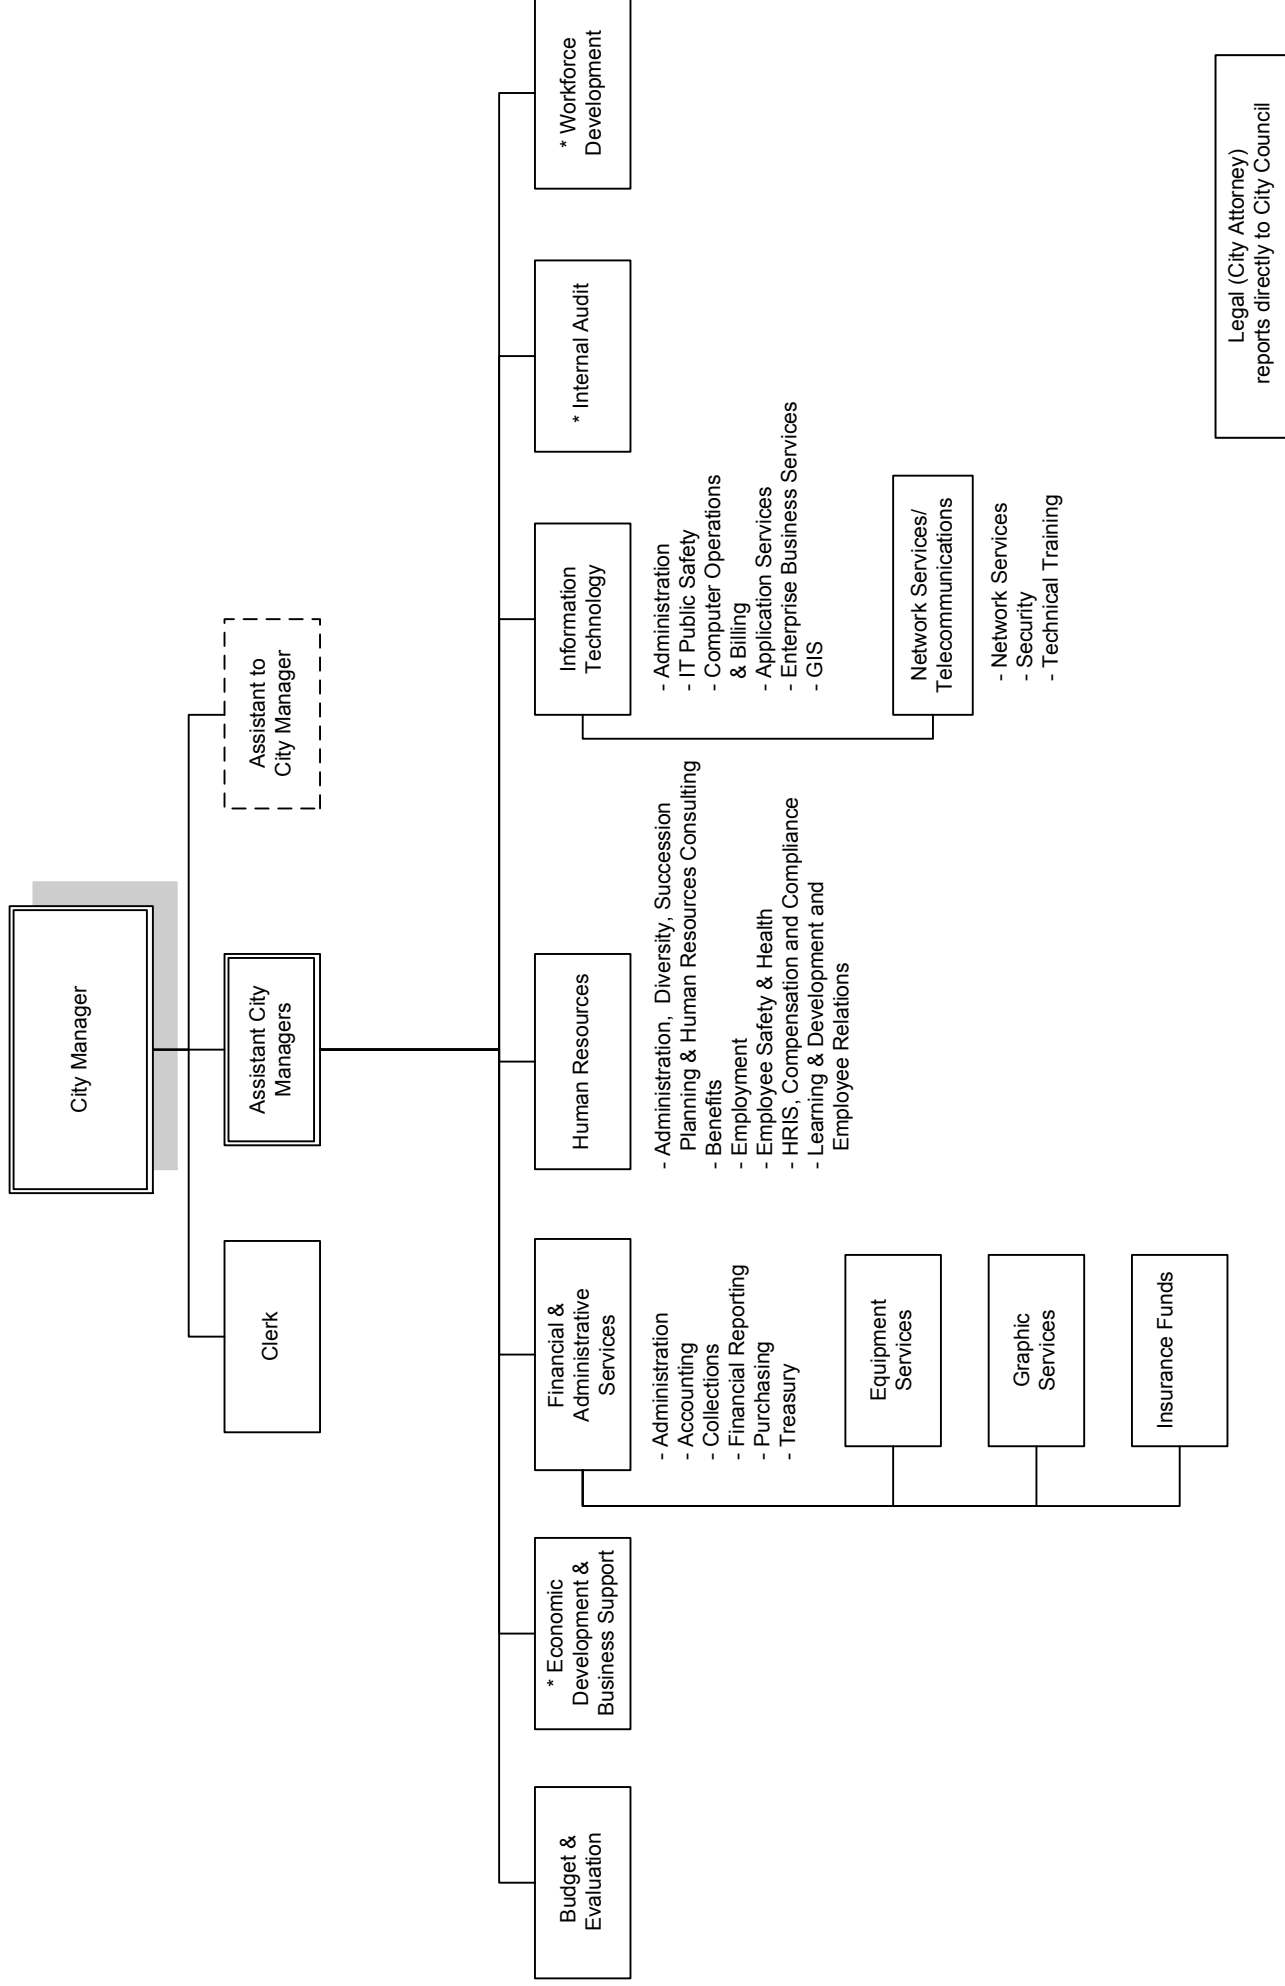 City Manager
Clerk
Assistant City
Managers
Assistant to
City Manager
Budget &
Evaluation
* Economic
Development &
Business Support
Financial &
Administrative
Services
- Administration
- Accounting
- Collections
- Financial Reporting
- Purchasing
- Treasury
Equipment
Services
Graphic
Services
Insurance Funds
Human Resources
- Administration, Diversity, Succession
Planning & Human Resources Consulting
- Benefits
- Employment
- Employee Safety & Health
- HRIS, Compensation and Compliance
- Learning & Development and
Employee Relations
Information
Technology
- Administration
- IT Public Safety
- Computer Operations
& Billing
- Application Services
- Enterprise Business Services
- GIS
Network Services/
Telecommunications
- Network Services
- Security
- Technical Training
* Internal Audit
* Workforce
Development
Legal (City Attorney)
reports directly to City Council